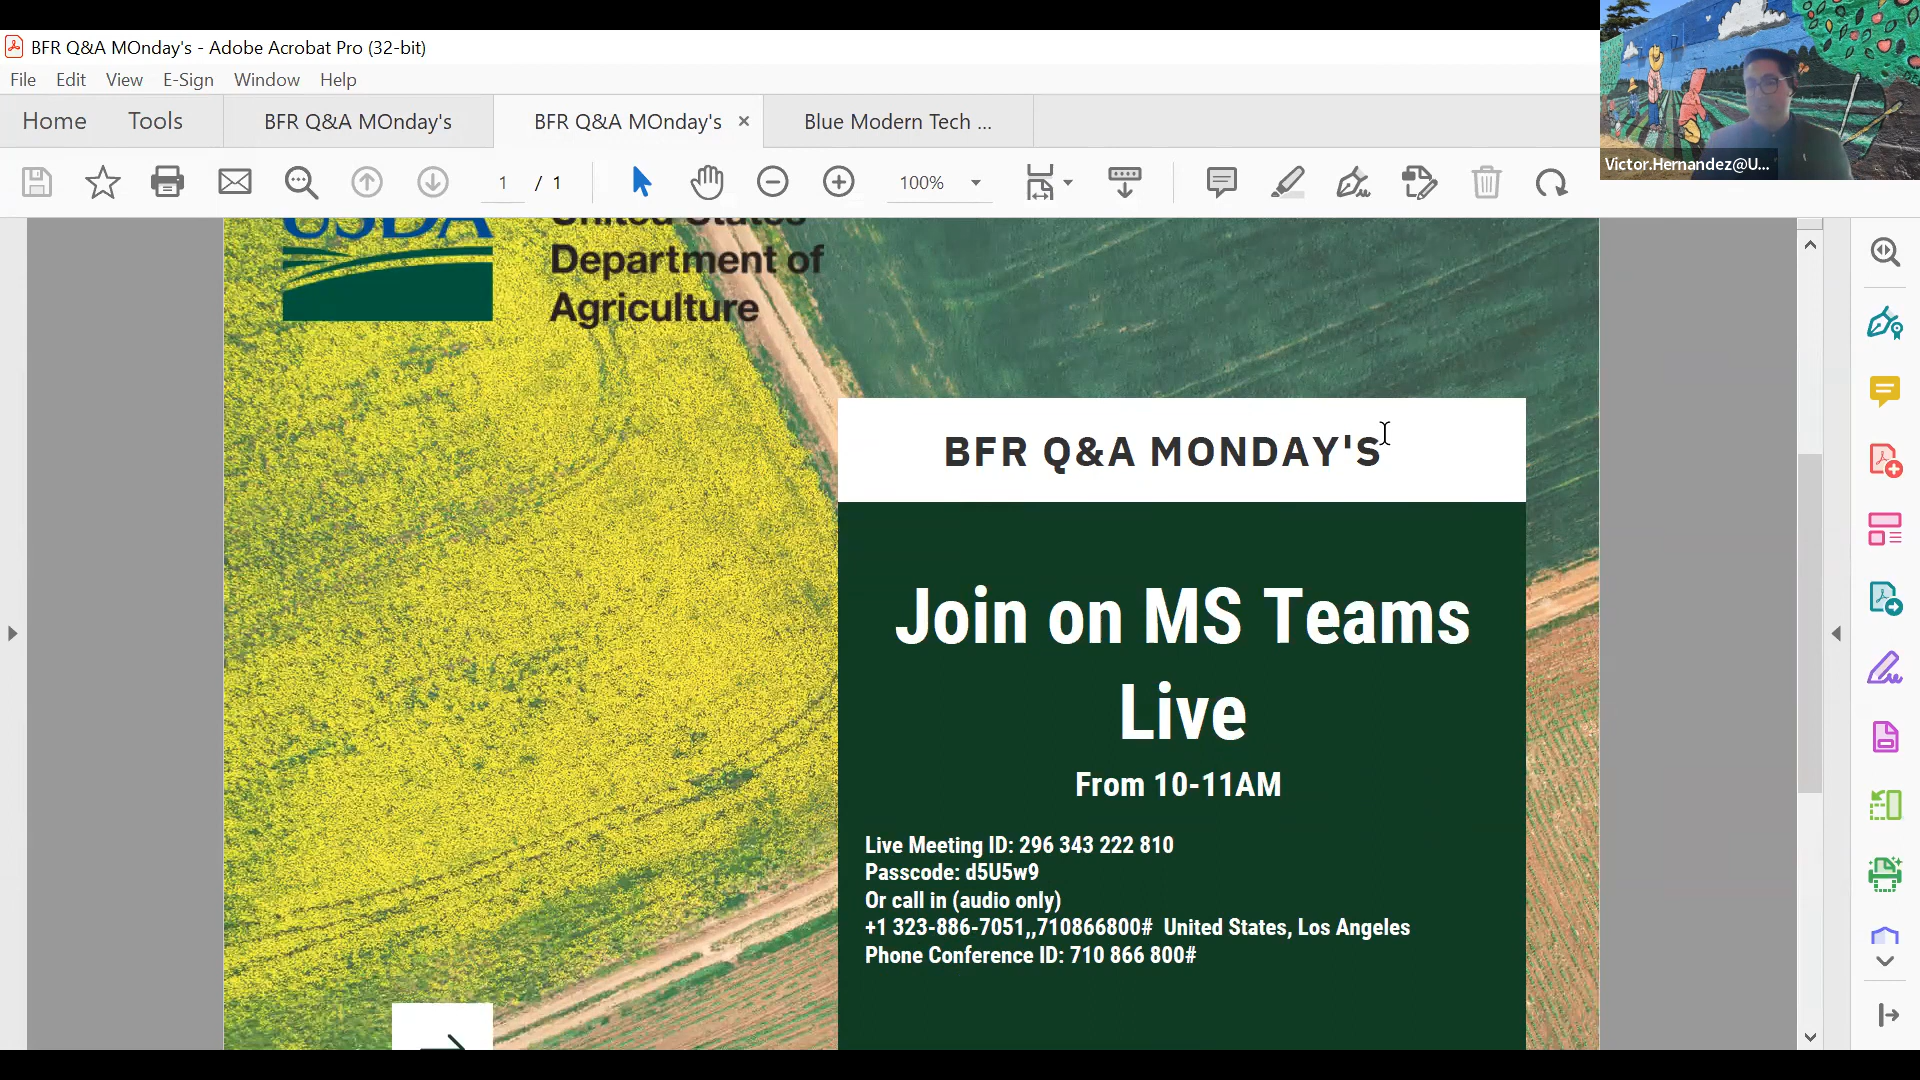 BFR Q&A MOnday's - Adobe Acrobat Pro (32-bit)
File Edit View E-Sign Window Help
Home Tools BFR Q&A MOnday's BFR Q&A MOnday's × Blue Modern Tech ...
1 / 1 100%
Victor.Hernandez@U...
USDA
United States
Department of
Agriculture
BFR Q&A MONDAY'S
Join on MS Teams
Live
From 10-11AM
Live Meeting ID: 296 343 222 810
Passcode: d5U5w9
Or call in (audio only)
+1 323-886-7051,,710866800# United States, Los Angeles
Phone Conference ID: 710 866 800#